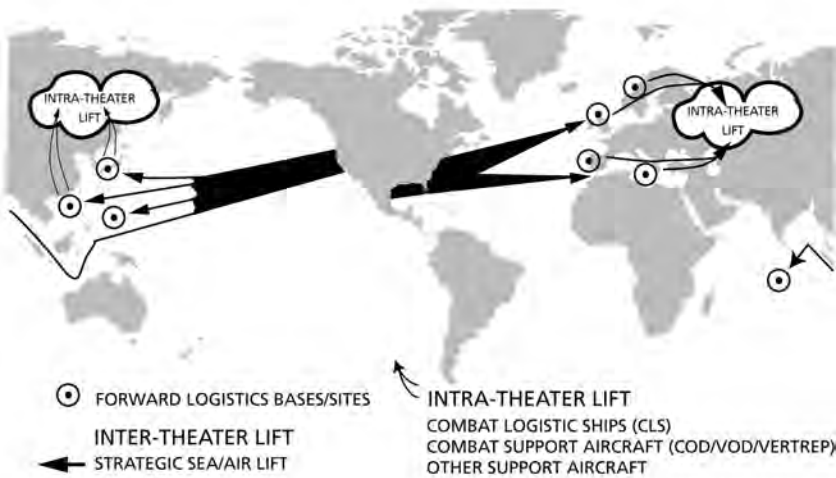 INTRA-THEATER
LIFT
INTRA-THEATER
LIFT
FORWARD LOGISTICS BASES/SITES
INTER-THEATER LIFT
STRATEGIC SEA/AIR LIFT
INTRA-THEATER LIFT
COMBAT LOGISTIC SHIPS (CLS)
COMBAT SUPPORT AIRCRAFT (COD/VOD/VERTREP)
OTHER SUPPORT AIRCRAFT